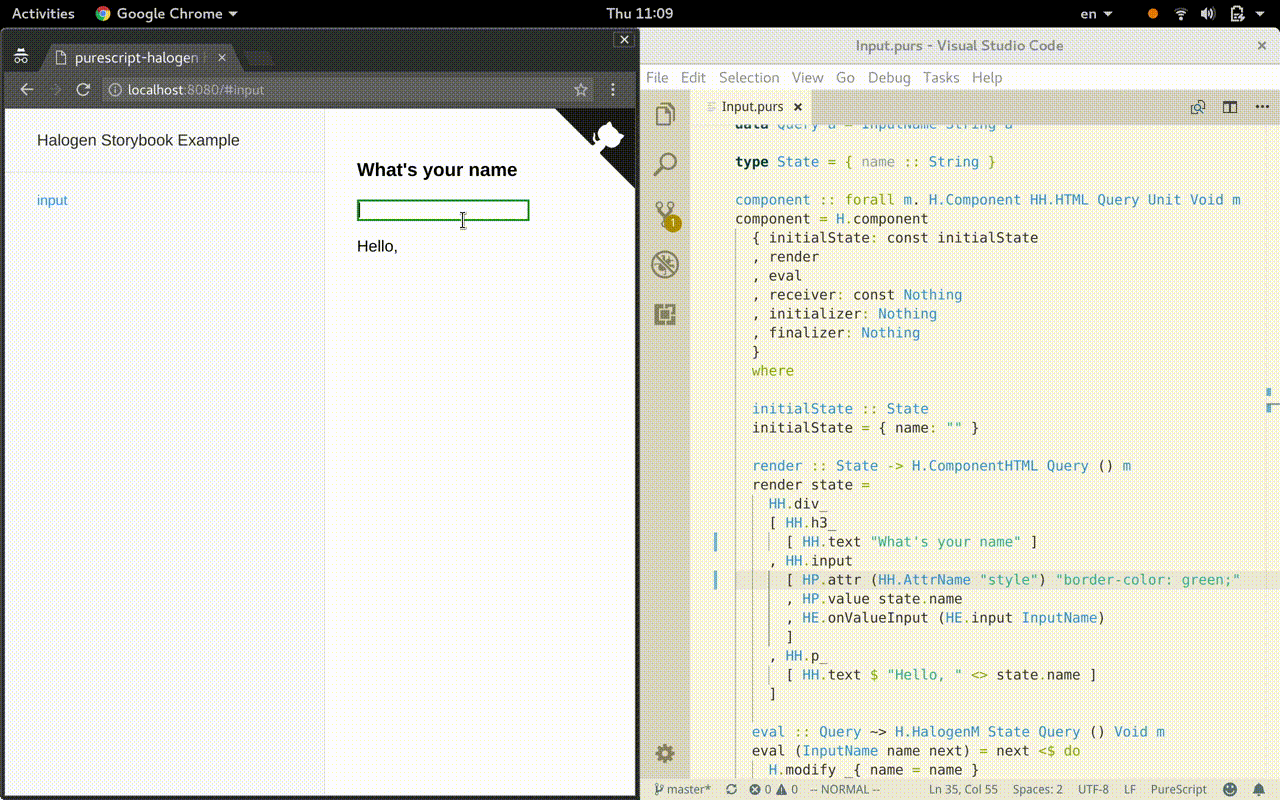 Activities Google Chrome Thu 11:09 en
purescript-halogen
localhost:8080/#input
Halogen Storybook Example
input
What's your name
Hello,
Input.purs - Visual Studio Code
File Edit Selection View Go Debug Tasks Help
Input.purs
1
data Query a = InputName String a
type State = { name :: String }
component :: forall m. H.Component HH.HTML Query Unit Void m
component = H.component
{ initialState: const initialState
, render
, eval
, receiver: const Nothing
, initializer: Nothing
, finalizer: Nothing
}
where
initialState :: State
initialState = { name: "" }
render :: State -> H.ComponentHTML Query () m
render state =
HH.div_
[ HH.h3_
[ HH.text "What's your name" ]
, HH.input
[ HP.attr (HH.AttrName "style") "border-color: green;"
, HP.value state.name
, HE.onValueInput (HE.input InputName)
]
, HH.p_
[ HH.text $ "Hello, " <> state.name ]
]
eval :: Query ~> H.HalogenM State Query () Void m
eval (InputName name next) = next <$ do
H.modify _{ name = name }
master* 0 0 -- NORMAL -- Ln 35, Col 55 Spaces: 2 UTF-8 LF PureScript